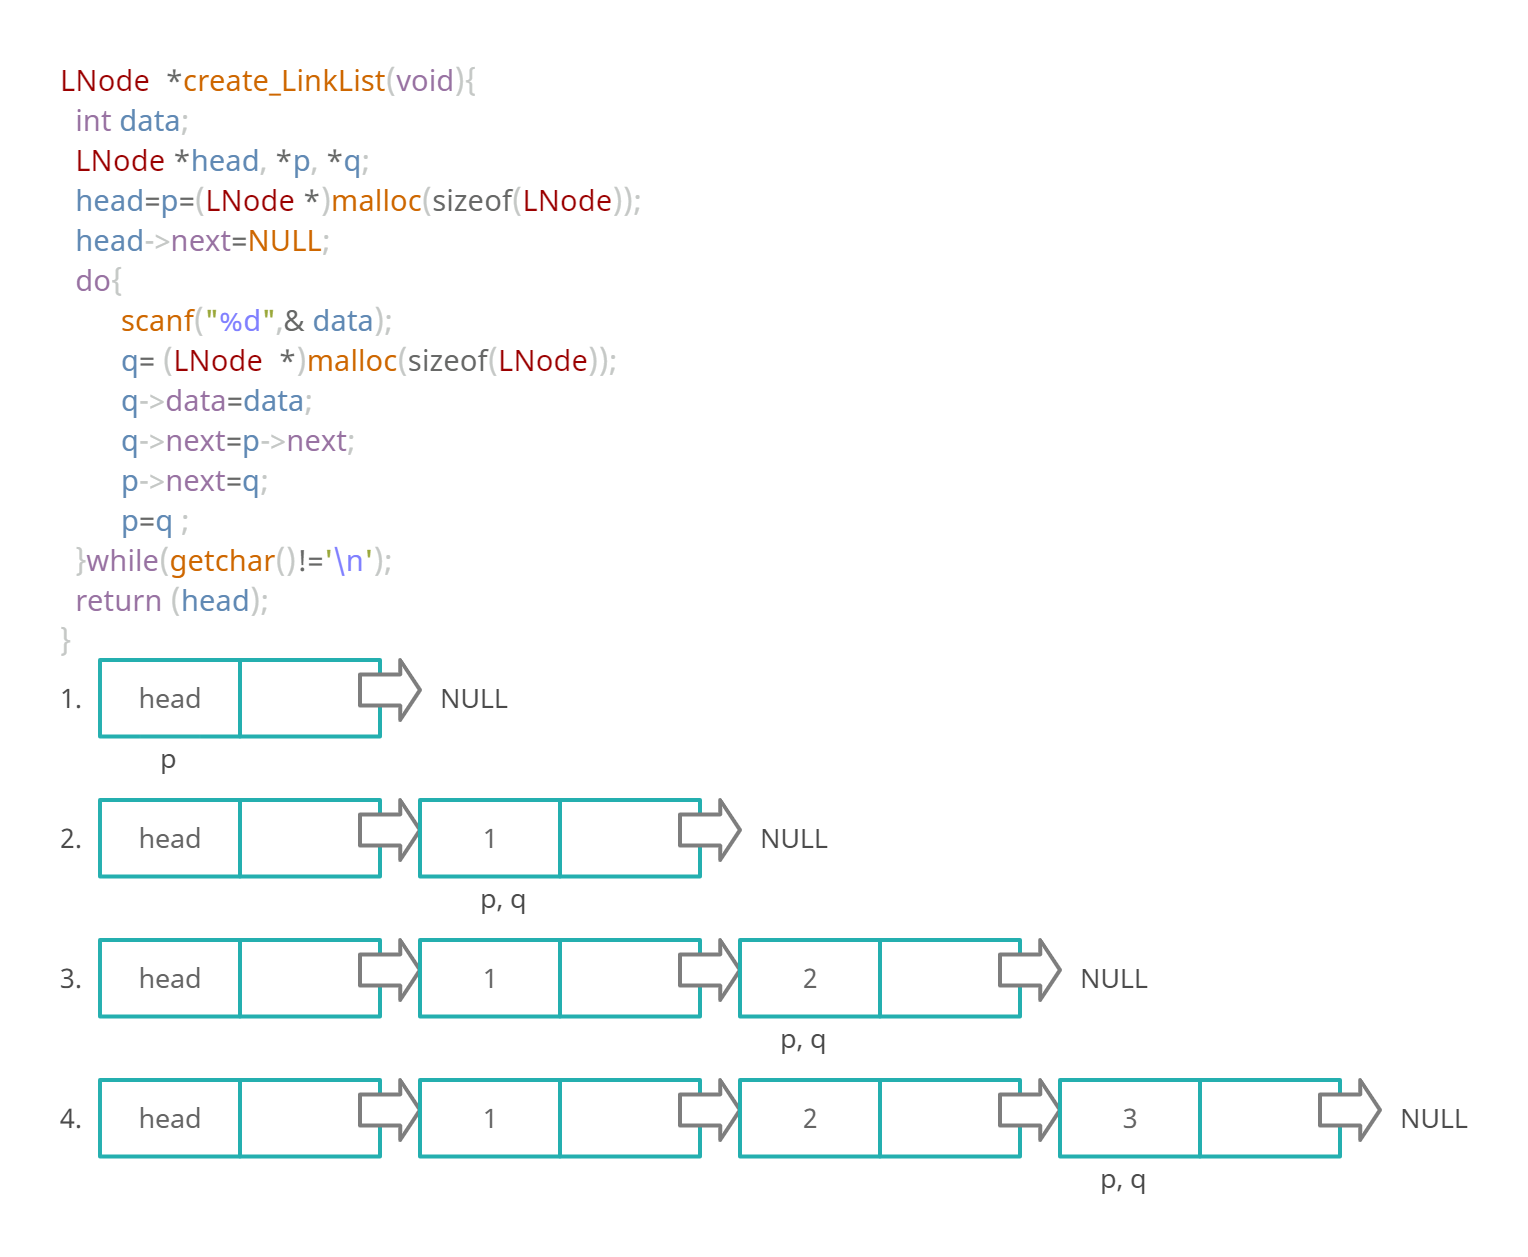 LNode  *create_LinkList(void){
  int data;
  LNode *head, *p, *q;
  head=p=(LNode *)malloc(sizeof(LNode));
  head->next=NULL;
  do{
        scanf("%d",& data);
        q= (LNode  *)malloc(sizeof(LNode));
        q->data=data;
        q->next=p->next;
        p->next=q;
        p=q ;
  }while(getchar()!='\n');
  return (head);
}
1. head NULL
p
2. head 1 NULL
p, q
3. head 1 2 NULL
p, q
4. head 1 2 3 NULL
p, q